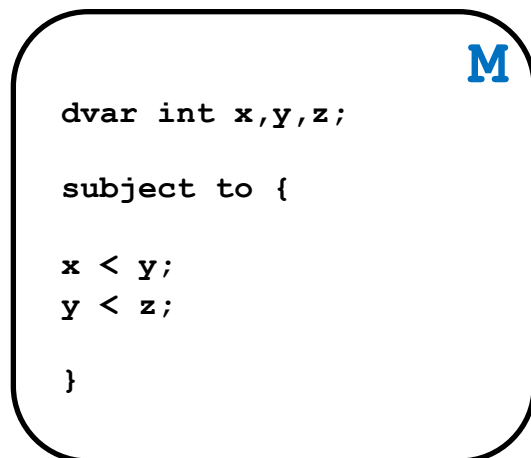 M
dvar int x,y,z;
subject to {
x < y;
y < z;
}